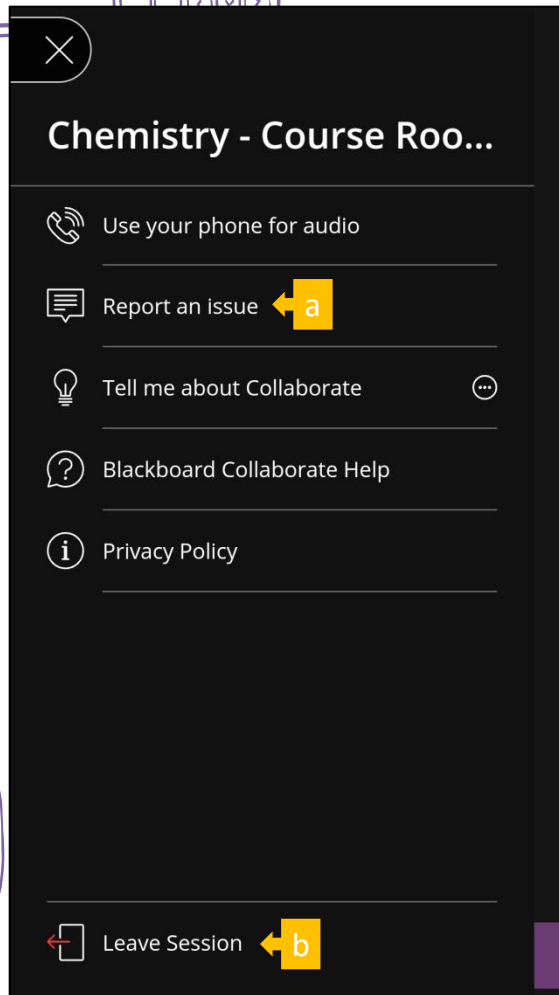 Chemistry - Course Roo...
Use your phone for audio
Report an issue a
Tell me about Collaborate
Blackboard Collaborate Help
Privacy Policy
Leave Session b